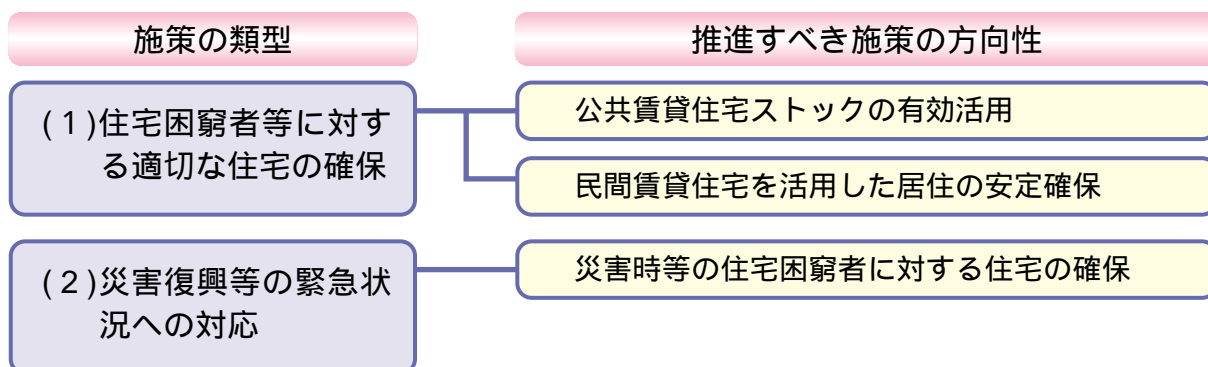 施策の類型
推進すべき施策の方向性
(１)住宅困窮者等に対す
る適切な住宅の確保
公共賃貸住宅ストックの有効活用
民間賃貸住宅を活用した居住の安定確保
(２)災害復興等の緊急状
況への対応
災害時等の住宅困窮者に対する住宅の確保